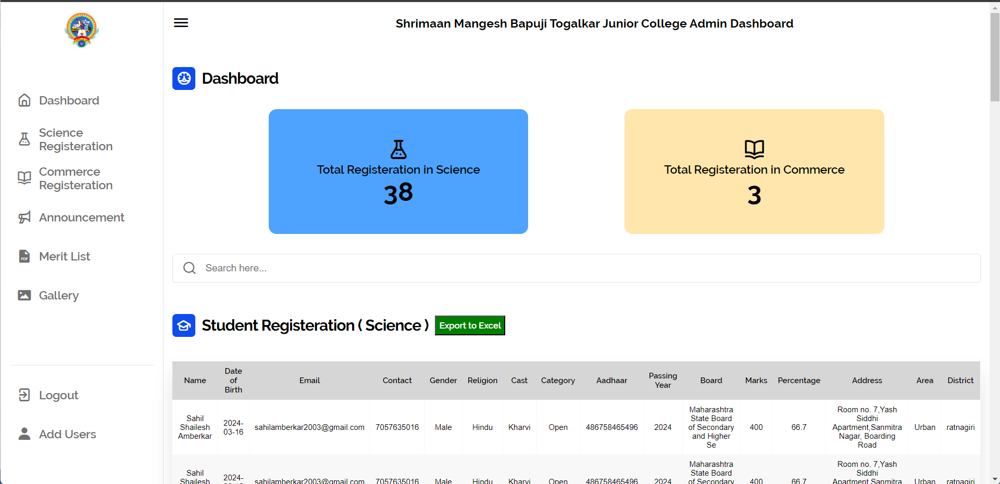 Shrimaan Mangesh Bapuji Togalkar Junior College Admin Dashboard
Dashboard
Science
Registeration
Commerce
Registeration
Announcement
PDF
Merit List
Gallery
Logout
Add Users
Dashboard
Total Registeration in Science
38
Total Registeration in Commerce
3
Search here...
Student Registeration ( Science )
Export to Excel
Name Date of Birth Email Contact Gender Religion Cast Category Aadhaar Passing Year Board Marks Percentage Address Area District
Sahil Shailesh Amberkar 2024-03-16 sahilamberkar2003@gmail.com 7057635016 Male Hindu Kharvi Open 486758465496 2024 Maharashtra State Board of Secondary and Higher Se 400 66.7 Room no. 7,Yash Siddhi Apartment,Sanmitra Nagar, Boarding Road Urban ratnagiri
Sahil Shailesh 2024- sahilamberkar2003@gmail.com 7057635016 Male Hindu Kharvi Open 486758465496 2024 Maharashtra State Board of Secondary 400 66.7 Room no. 7,Yash Siddhi Apartment,Sanmitra Urban ratnagiri